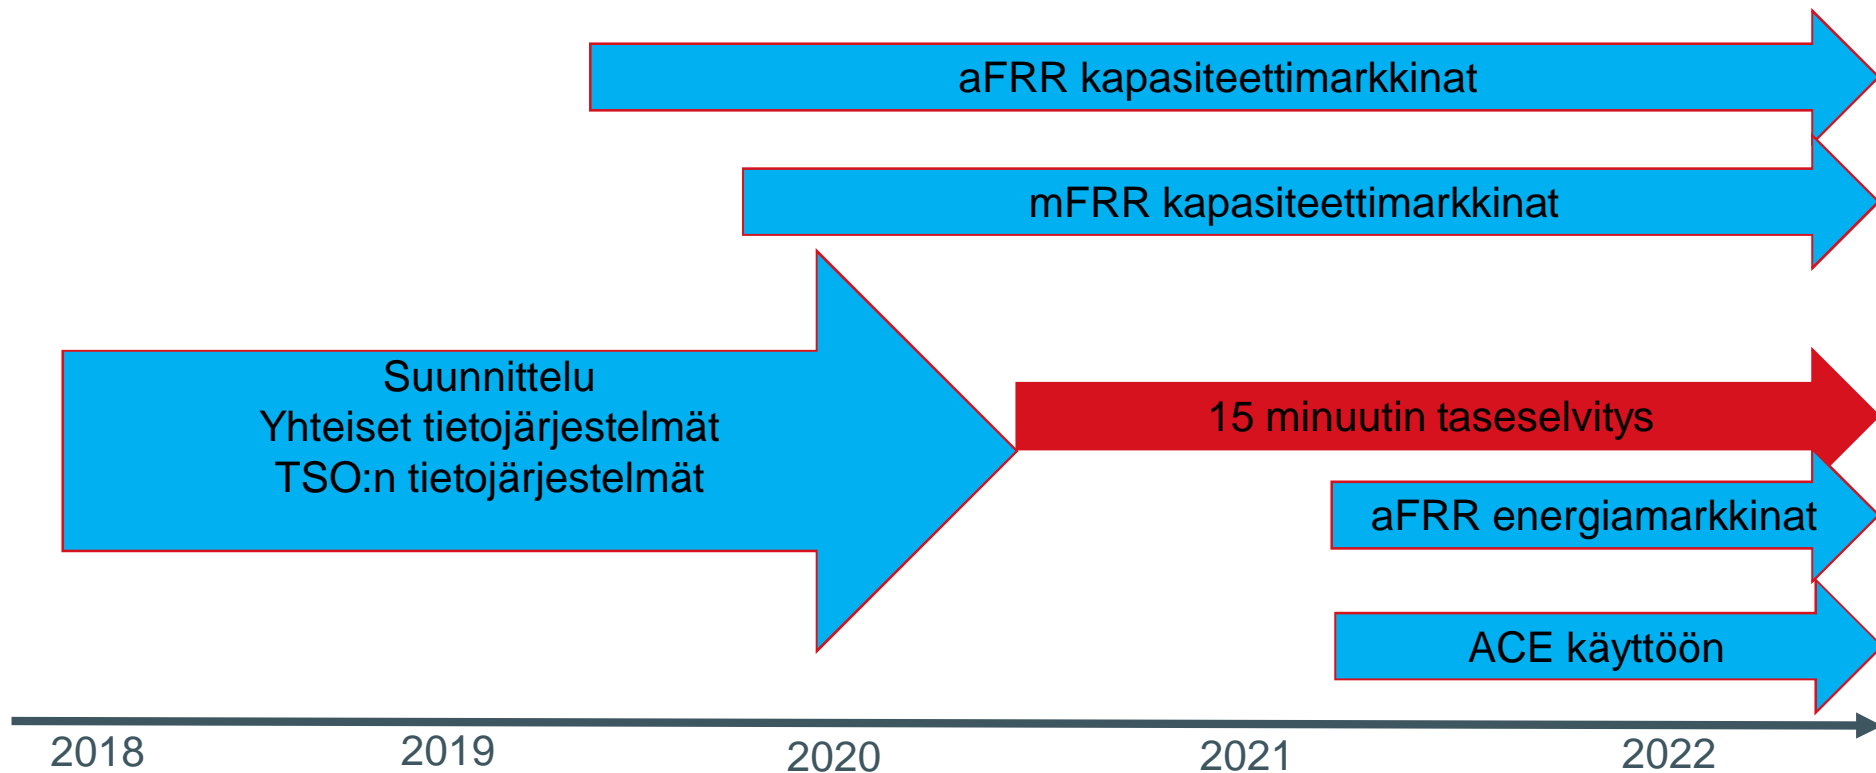 aFRR kapasiteettimarkkinat
mFRR kapasiteettimarkkinat
Suunnittelu
Yhteiset tietojärjestelmät
TSO:n tietojärjestelmät
15 minuutin taseselvitys
aFRR energiamarkkinat
ACE käyttöön
2018
2019
2020
2021
2022